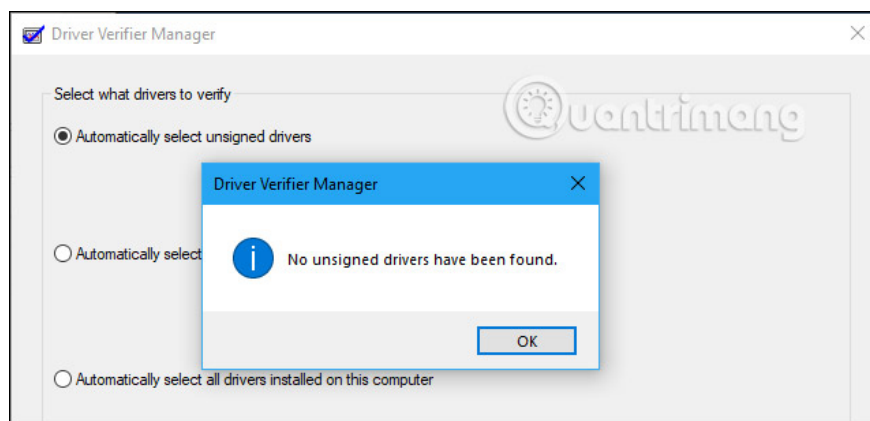 Driver Verifier Manager
Select what drivers to verify
Quantrimang
Automatically select unsigned drivers
Driver Verifier Manager
No unsigned drivers have been found.
Automatically select
OK
Automatically select all drivers installed on this computer